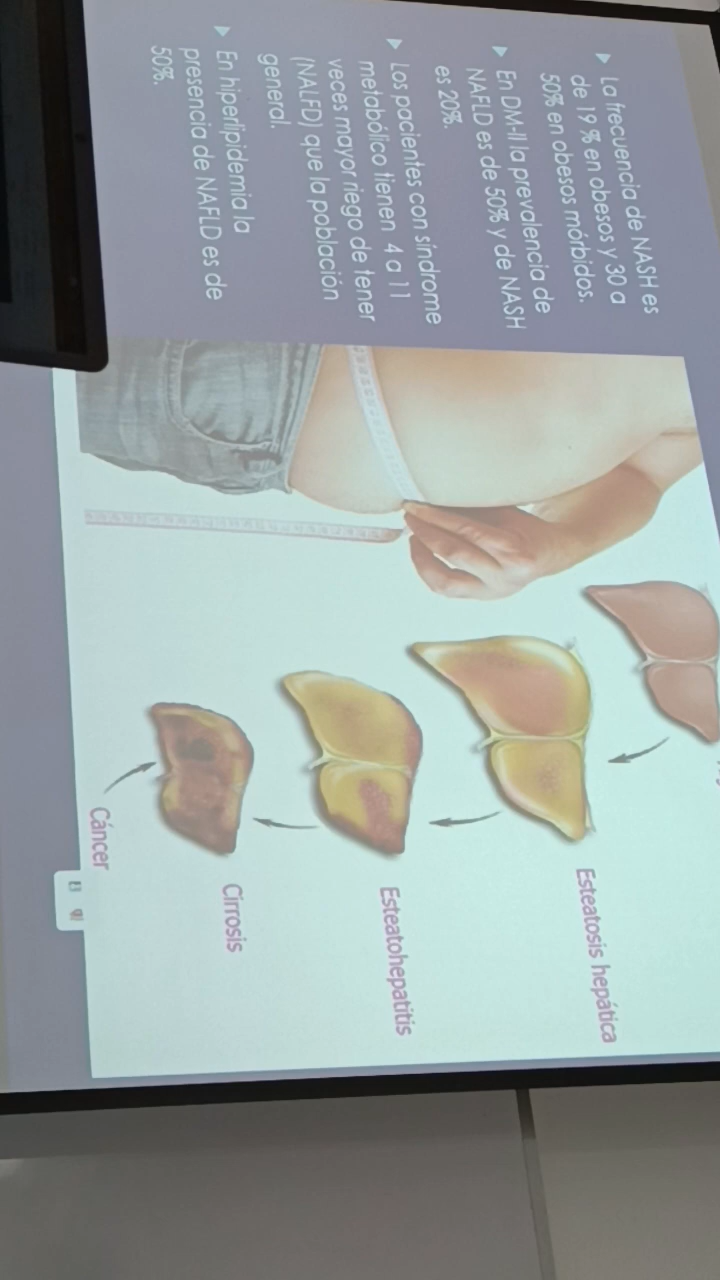 La frecuencia de NASH es
de 19 % en obesos y 30 a
50% en obesos mórbidos.
En DM-II la prevalencia de
NAFLD es de 50% y de NASH
es 20%.
Los pacientes con síndrome
metabólico tienen 4 a 11
veces mayor riego de tener
(NALFD) que la población
general.
En hiperlipidemia la
presencia de NAFLD es de
50%.
Esteatosis hepática
Esteatohepatitis
Cirrosis
Cáncer